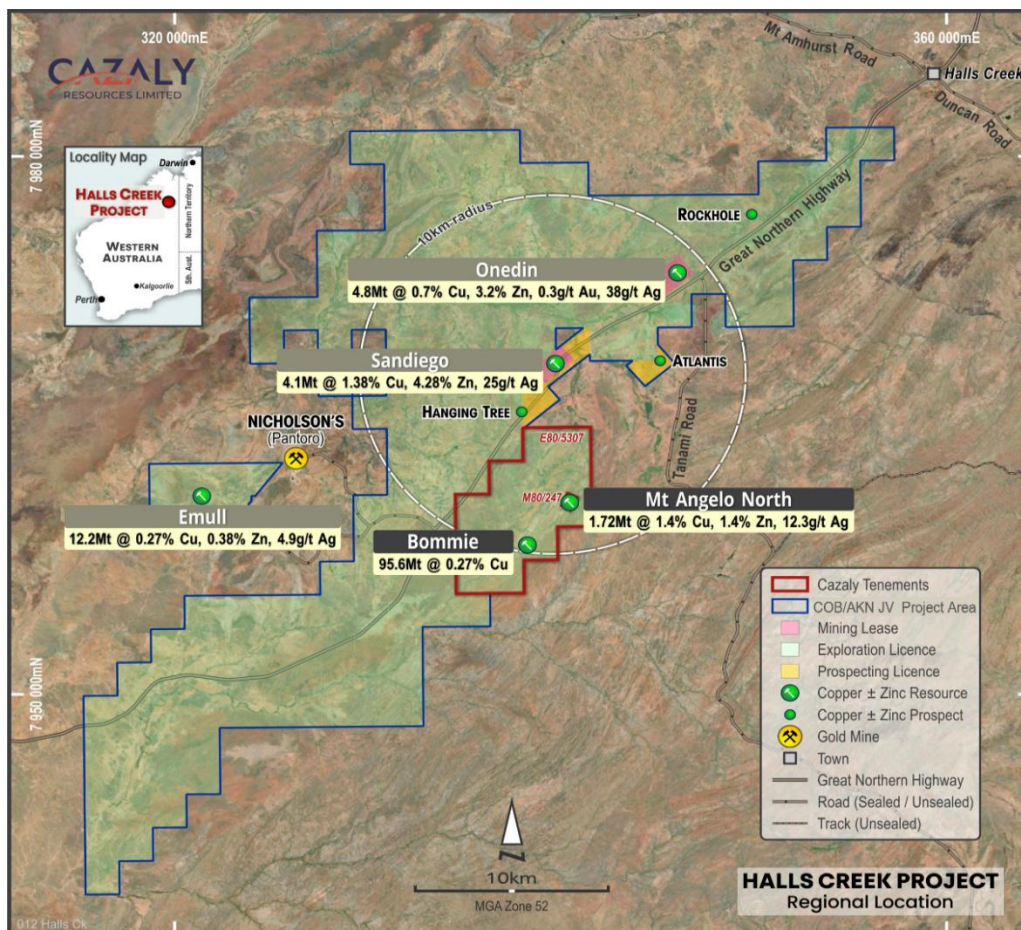 320 000mE
360 000mE
Mt Amhurst Road
Halls Creek
Duncan Road
CAZALY
RESOURCES LIMITED
7 980 000mN
Locality Map
Darwin
HALLS CREEK
PROJECT
Northern Territory
WESTERN
AUSTRALIA
Sth. Aust.
Kalgoorlie
Perth
10km-radius
ROCKHOLE
Great Northern Highway
Onedin
4.8Mt @ 0.7% Cu, 3.2% Zn, 0.3g/t Au, 38g/t Ag
Sandiego
4.1Mt @ 1.38% Cu, 4.28% Zn, 25g/t Ag
ATLANTIS
HANGING TREE
Tanami Road
NICHOLSON'S
(Pantoro)
E80/5307
M80/247
Mt Angelo North
1.72Mt @ 1.4% Cu, 1.4% Zn, 12.3g/t Ag
Emull
12.2Mt @ 0.27% Cu, 0.38% Zn, 4.9g/t Ag
Bommie
95.6Mt @ 0.27% Cu
7 950 000mN
Cazaly Tenements
COB/AKN JV Project Area
Mining Lease
Exploration Licence
Prospecting Licence
Copper ± Zinc Resource
Copper ± Zinc Prospect
Gold Mine
Town
Great Northern Highway
Road (Sealed / Unsealed)
Track (Unsealed)
N
10km
MGA Zone 52
HALLS CREEK PROJECT
Regional Location
012 Halls Ck